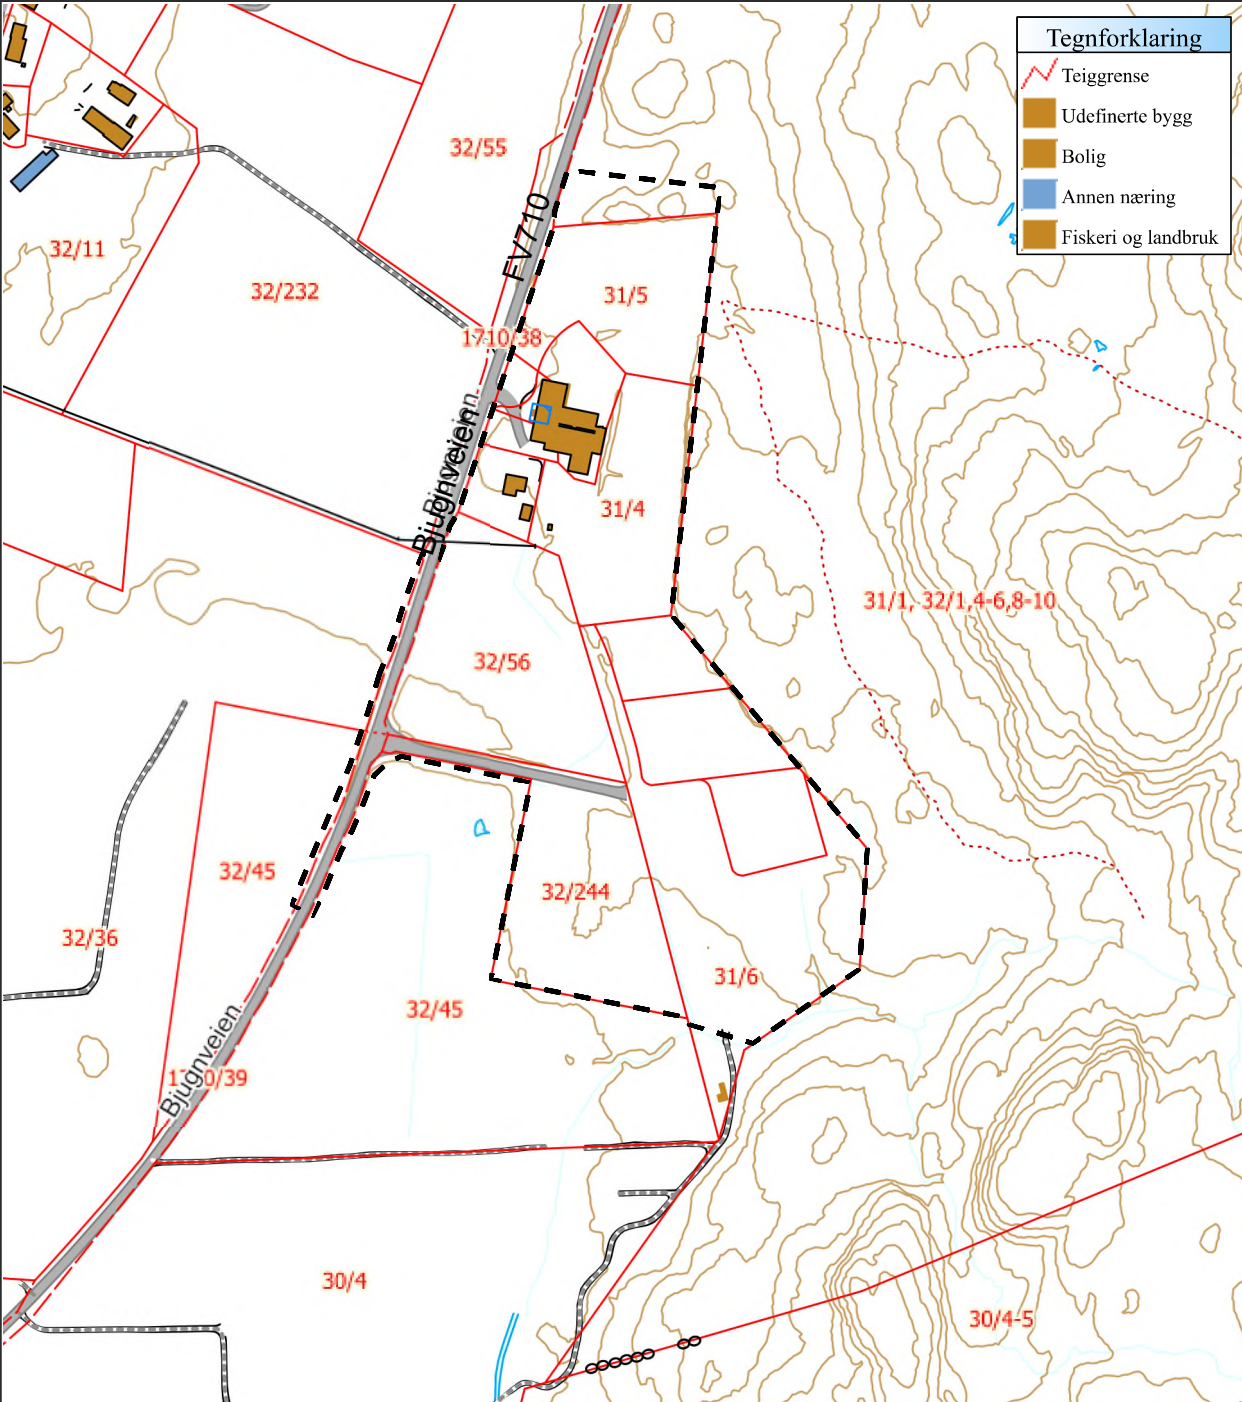 Tegnforklaring
Teiggrense
Udefinerte bygg
Bolig
Annen næring
Fiskeri og landbruk
32/55
FV710
32/11
32/232
31/5
1710/38
Bjugnveien
Bjugnveien
31/4
31/1, 32/1,4-6,8-10
32/56
32/45
32/244
32/36
31/6
32/45
Bjugnveien
30/4
30/4-5